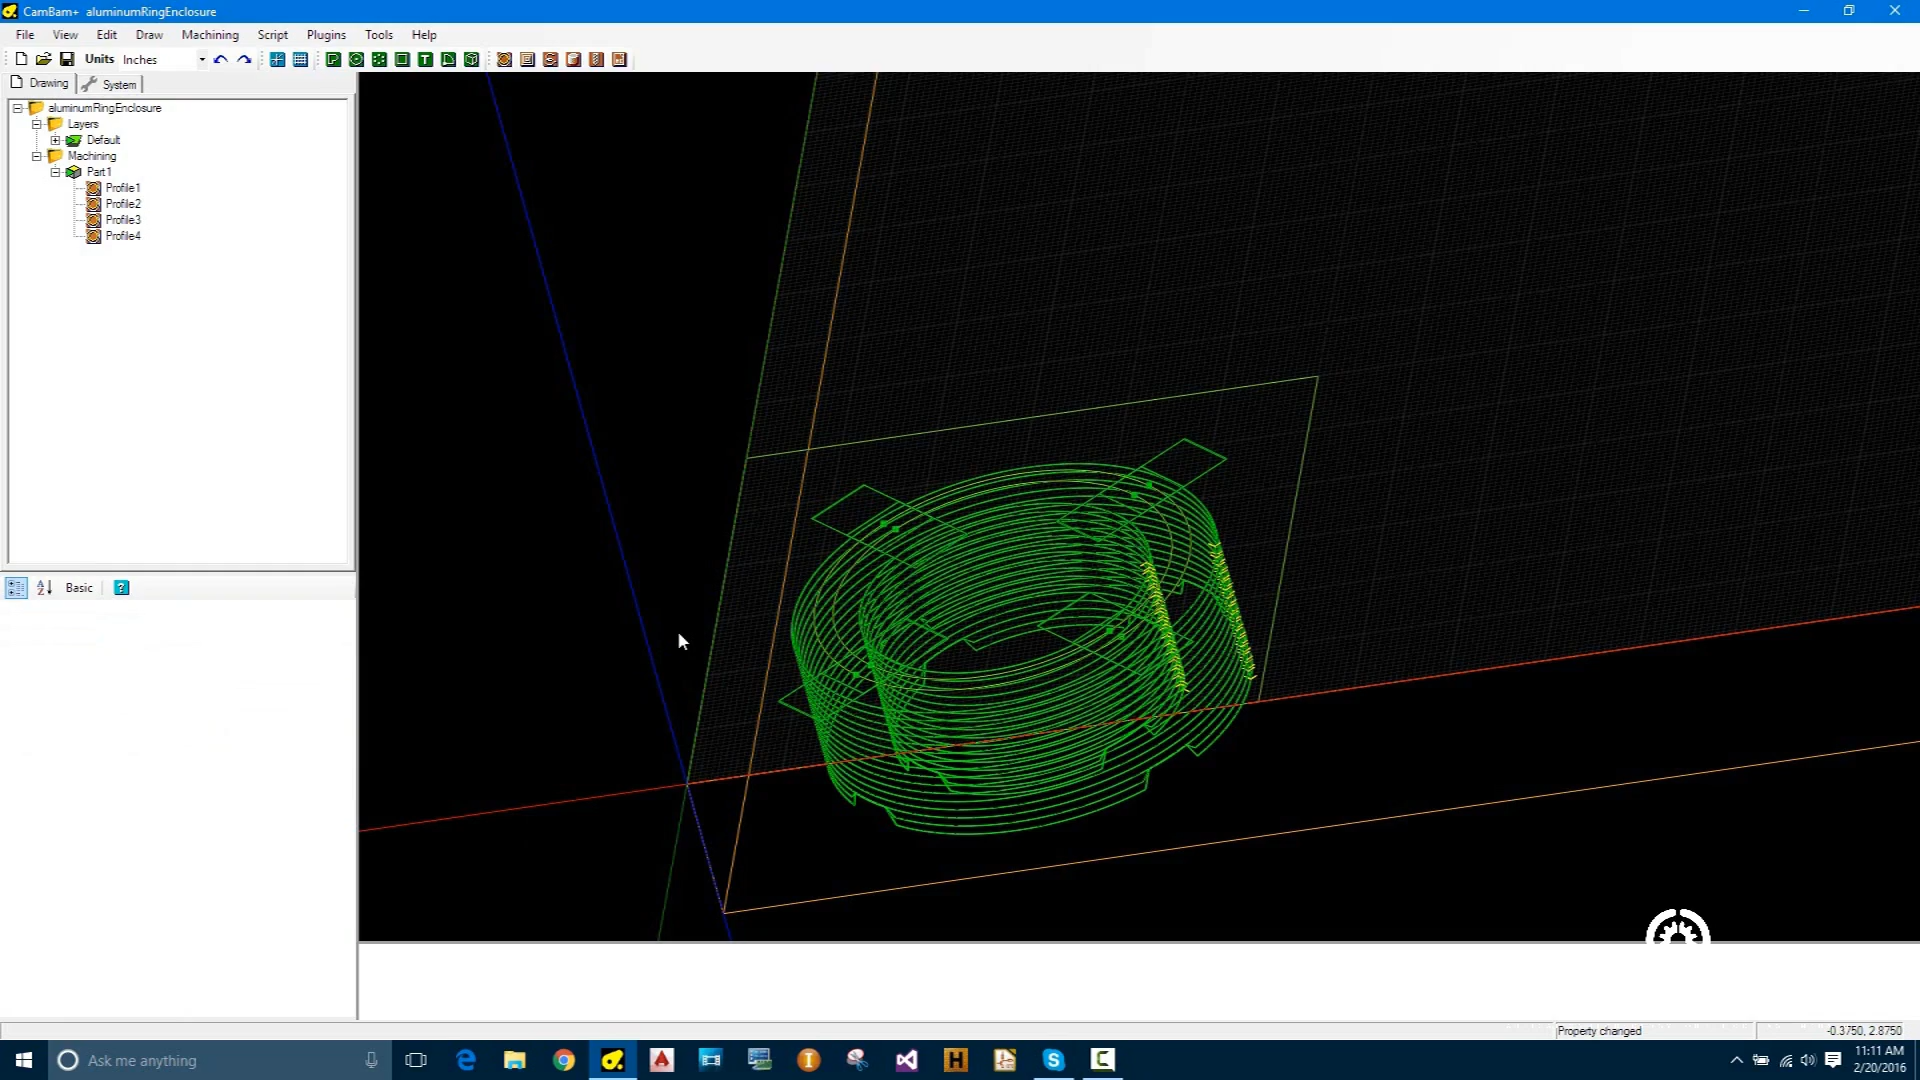 CamBam+ aluminumRingEnclosure
File View Edit Draw Machining Script Plugins Tools Help
Units Inches
Drawing System
aluminumRingEnclosure
Layers
Default
Machining
Part1
Profile1
Profile2
Profile3
Profile4
Basic
Property changed -0.3750, 2.8750
Ask me anything
11:11 AM
2/20/2016